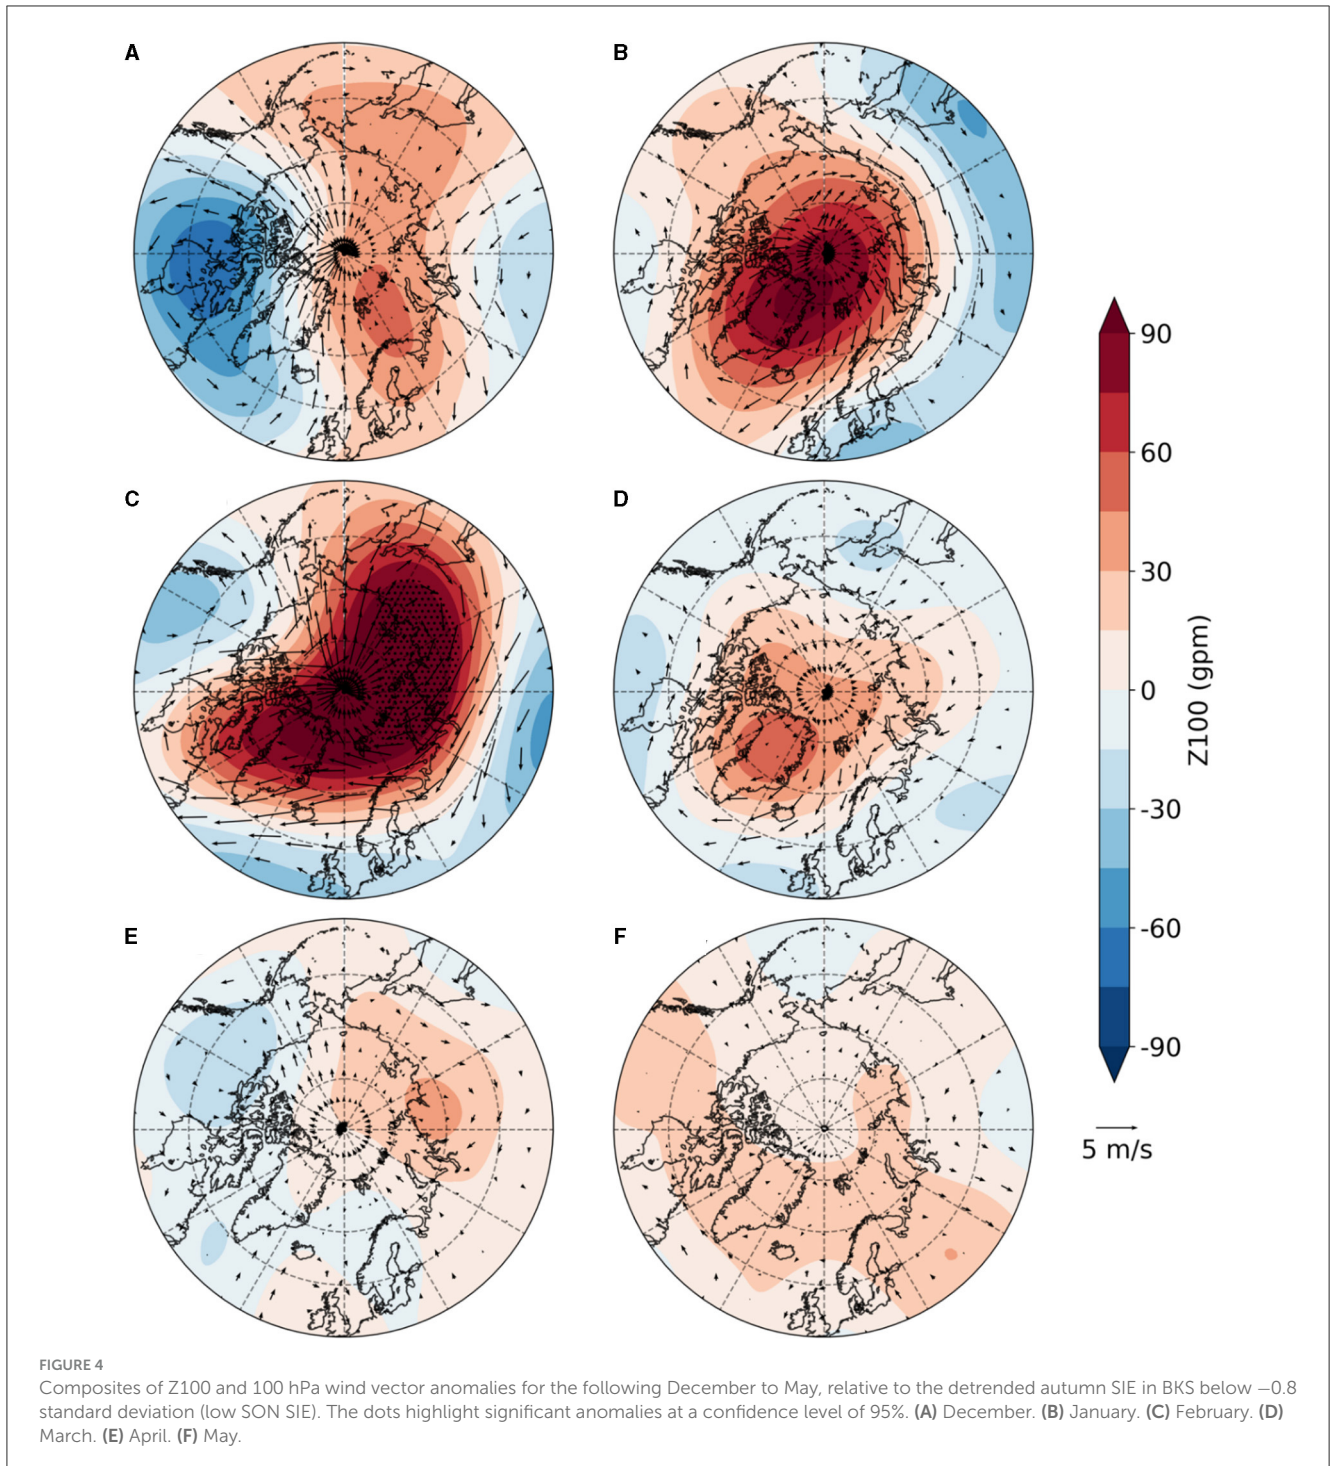 A
B
C
D
E
F
90
60
30
0
-30
-60
-90
Z100 (gpm)
5 m/s
FIGURE 4
Composites of Z100 and 100 hPa wind vector anomalies for the following December to May, relative to the detrended autumn SIE in BKS below −0.8
standard deviation (low SON SIE). The dots highlight significant anomalies at a confidence level of 95%. (A) December. (B) January. (C) February. (D)
March. (E) April. (F) May.